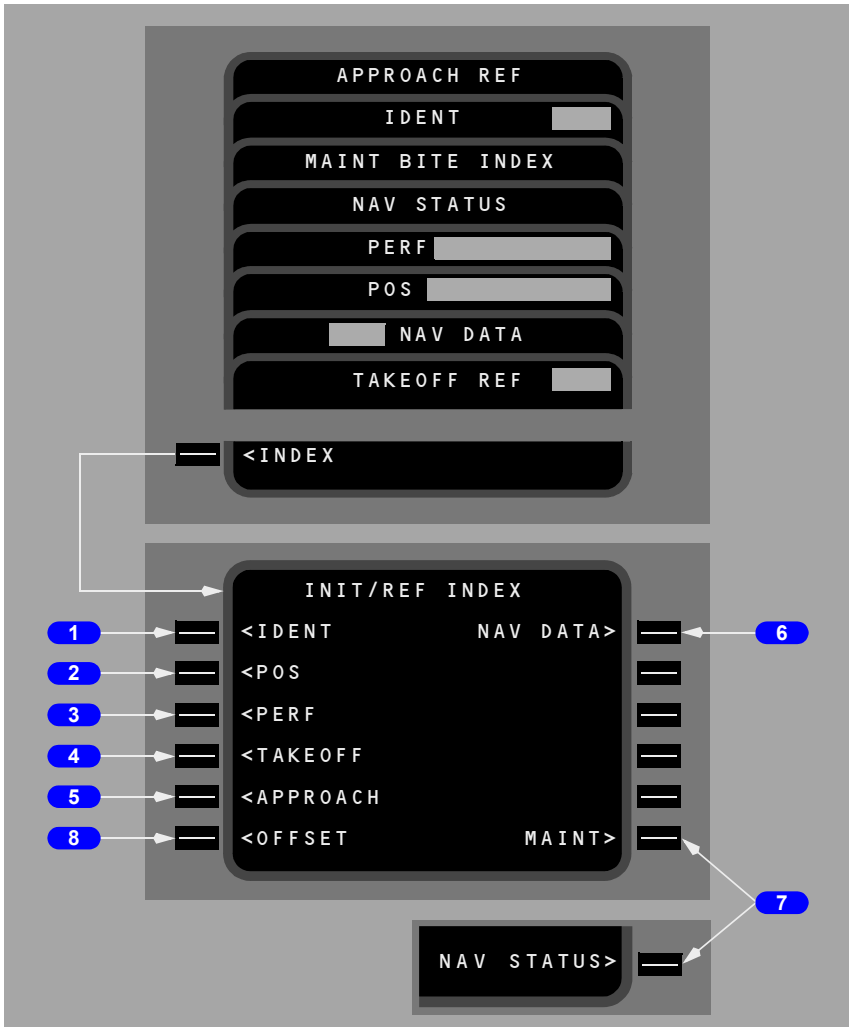 APPROACH REF
IDENT
MAINT BITE INDEX
NAV STATUS
PERF
POS
NAV DATA
TAKEOFF REF
<INDEX
INIT/REF INDEX
1 <IDENT NAV DATA> 6
2 <POS
3 <PERF
4 <TAKEOFF
5 <APPROACH
8 <OFFSET MAINT>
7
NAV STATUS>